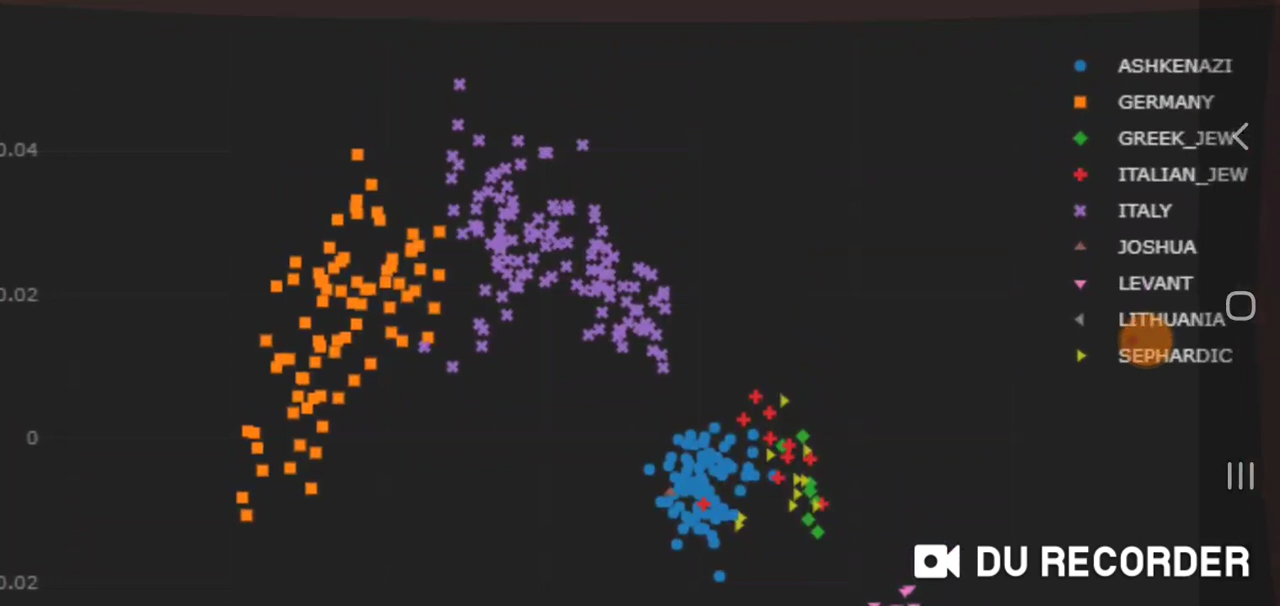 ASHKENAZI
GERMANY
GREEK_JEW
ITALIAN_JEW
ITALY
JOSHUA
LEVANT
LITHUANIA
SEPHARDIC
0.04
0.02
0
0.02
DU RECORDER